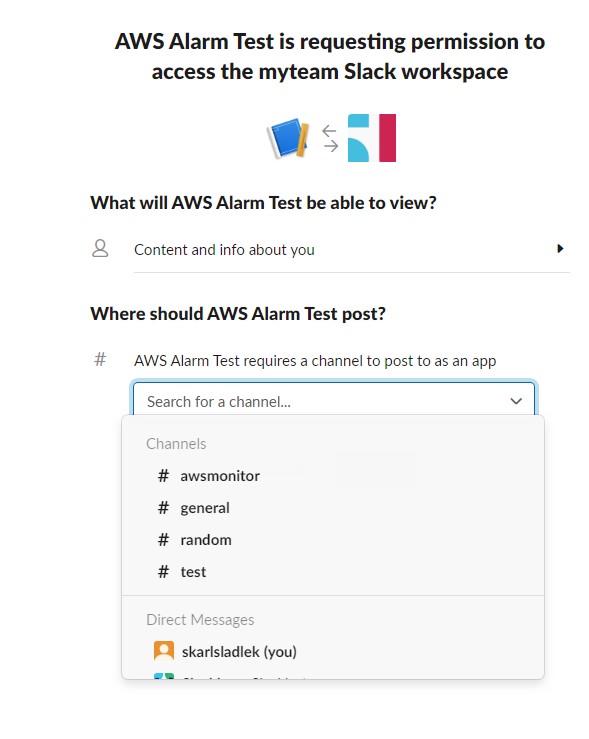 AWS Alarm Test is requesting permission to
access the myteam Slack workspace
What will AWS Alarm Test be able to view?
Content and info about you
Where should AWS Alarm Test post?
# AWS Alarm Test requires a channel to post to as an app
Search for a channel...
Channels
# awsmonitor
# general
# random
# test
Direct Messages
skarlsladlek (you)